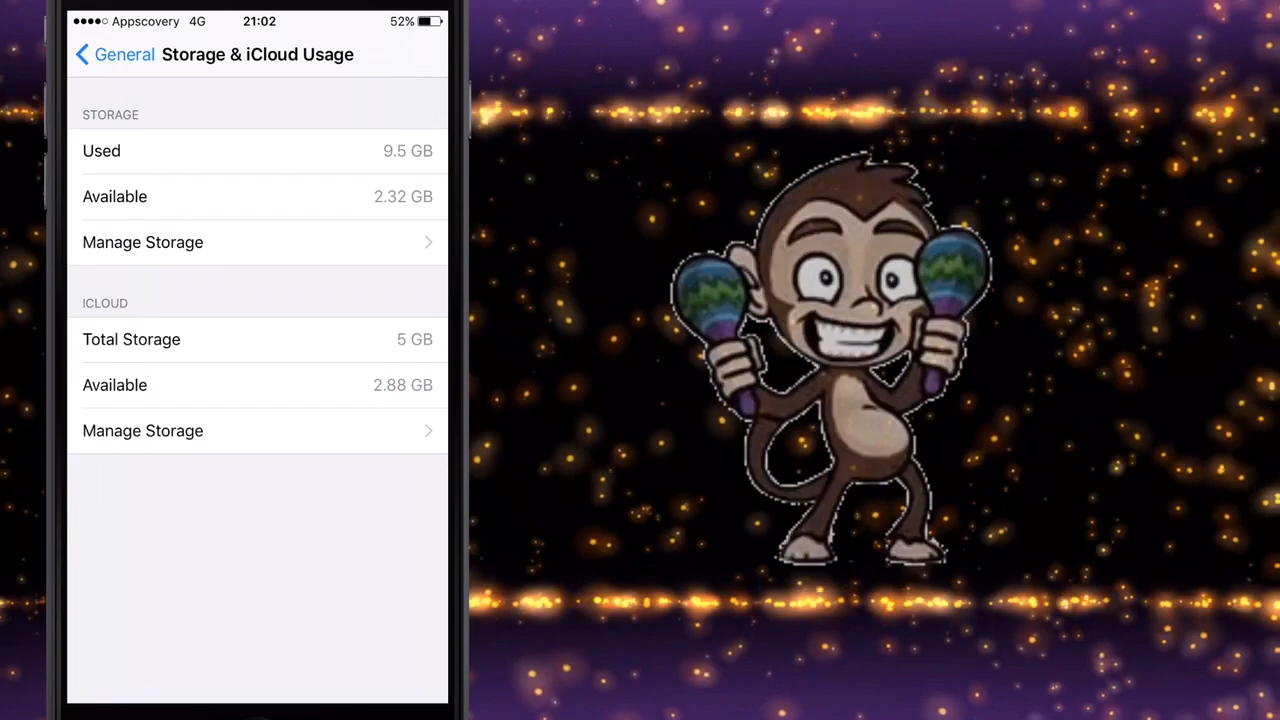 Appscovery 4G 21:02 52%
General Storage & iCloud Usage
STORAGE
Used 9.5 GB
Available 2.32 GB
Manage Storage
ICLOUD
Total Storage 5 GB
Available 2.88 GB
Manage Storage